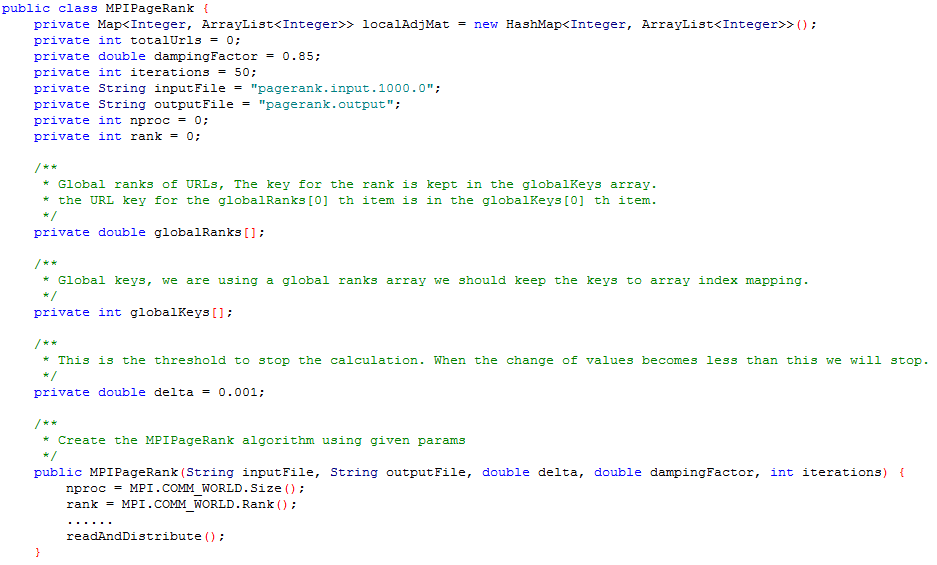 public class MPIPageRank {
    private Map<Integer, ArrayList<Integer>> localAdjMat = new HashMap<Integer, ArrayList<Integer>>();
    private int totalUrls = 0;
    private double dampingFactor = 0.85;
    private int iterations = 50;
    private String inputFile = "pagerank.input.1000.0";
    private String outputFile = "pagerank.output";
    private int nproc = 0;
    private int rank = 0;

    /**
     * Global ranks of URLs, The key for the rank is kept in the globalKeys array.
     * the URL key for the globalRanks[0] th item is in the globalKeys[0] th item.
     */
    private double globalRanks[];

    /**
     * Global keys, we are using a global ranks array we should keep the keys to array index mapping.
     */
    private int globalKeys[];

    /**
     * This is the threshold to stop the calculation. When the change of values becomes less than this we will stop.
     */
    private double delta = 0.001;

    /**
     * Create the MPIPageRank algorithm using given params
     */
    public MPIPageRank(String inputFile, String outputFile, double delta, double dampingFactor, int iterations) {
        nproc = MPI.COMM_WORLD.Size();
        rank = MPI.COMM_WORLD.Rank();
        ......
        readAndDistribute();
    }